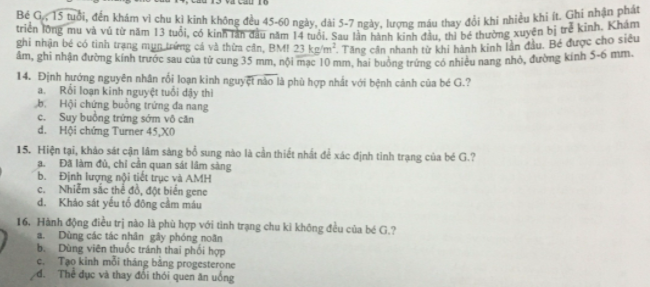 Bé G., 15 tuổi, đến khám vì chu kì kinh không đều 45-60 ngày, dài 5-7 ngày, lượng máu thay đổi khi nhiều khi ít. Ghi nhận phát
triển lông mu và vú từ năm 13 tuổi, có kinh lần đầu năm 14 tuổi. Sau lần hành kinh đầu, thì bé thường xuyên bị trễ kinh. Khám
ghi nhận bé có tình trạng mụn trứng cá và thừa cân, BMI 23 kg/m². Tăng cân nhanh từ khi hành kinh lần đầu. Bé được cho siêu
âm, ghi nhận đường kính trước sau của tử cung 35 mm, nội mạc 10 mm, hai buồng trứng có nhiều nang nhỏ, đường kính 5-6 mm.
14. Định hướng nguyên nhân rối loạn kinh nguyệt nào là phù hợp nhất với bệnh cảnh của bé G.?
a. Rối loạn kinh nguyệt tuổi dậy thì
b. Hội chứng buồng trứng đa nang
c. Suy buồng trứng sớm vô căn
d. Hội chứng Turner 45,X0
15. Hiện tại, khảo sát cận lâm sàng bổ sung nào là cần thiết nhất để xác định tình trạng của bé G.?
a. Đã làm đủ, chỉ cần quan sát lâm sàng
b. Định lượng nội tiết trục và AMH
c. Nhiễm sắc thể đồ, đột biến gene
d. Khảo sát yếu tố đông cầm máu
16. Hành động điều trị nào là phù hợp với tình trạng chu kì không đều của bé G.?
a. Dùng các tác nhân gây phóng noãn
b. Dùng viên thuốc tránh thai phối hợp
c. Tạo kinh mỗi tháng bằng progesterone
d. Thể dục và thay đổi thói quen ăn uống